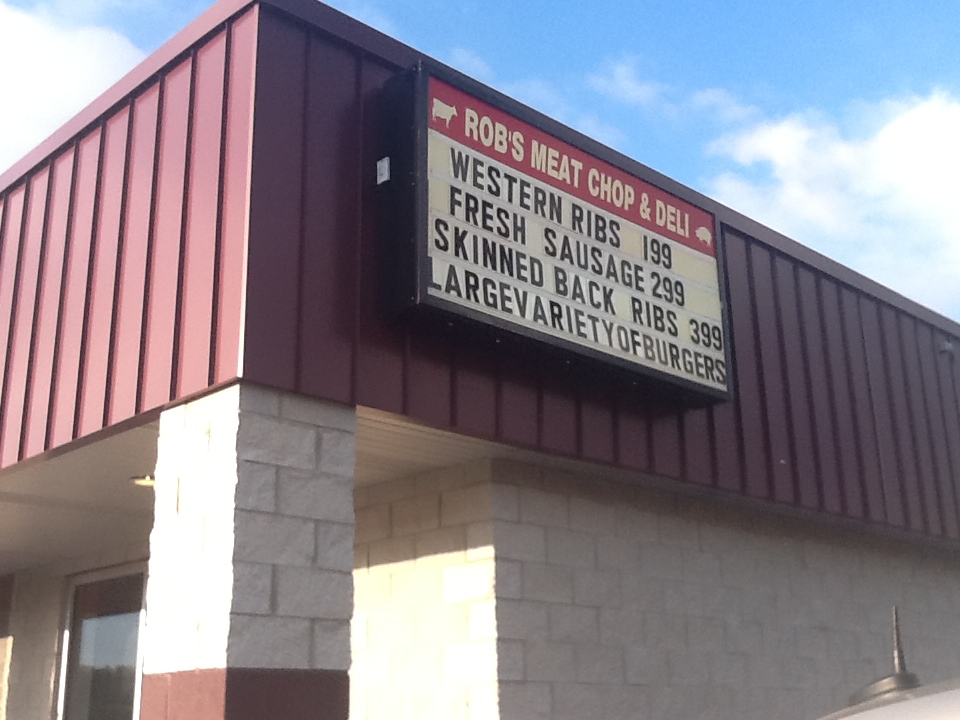 ROB'S MEAT CHOP & DELI
WESTERN RIBS 199
FRESH SAUSAGE 299
SKINNED BACK RIBS 399
LARGEVARIETYOFBURGERS